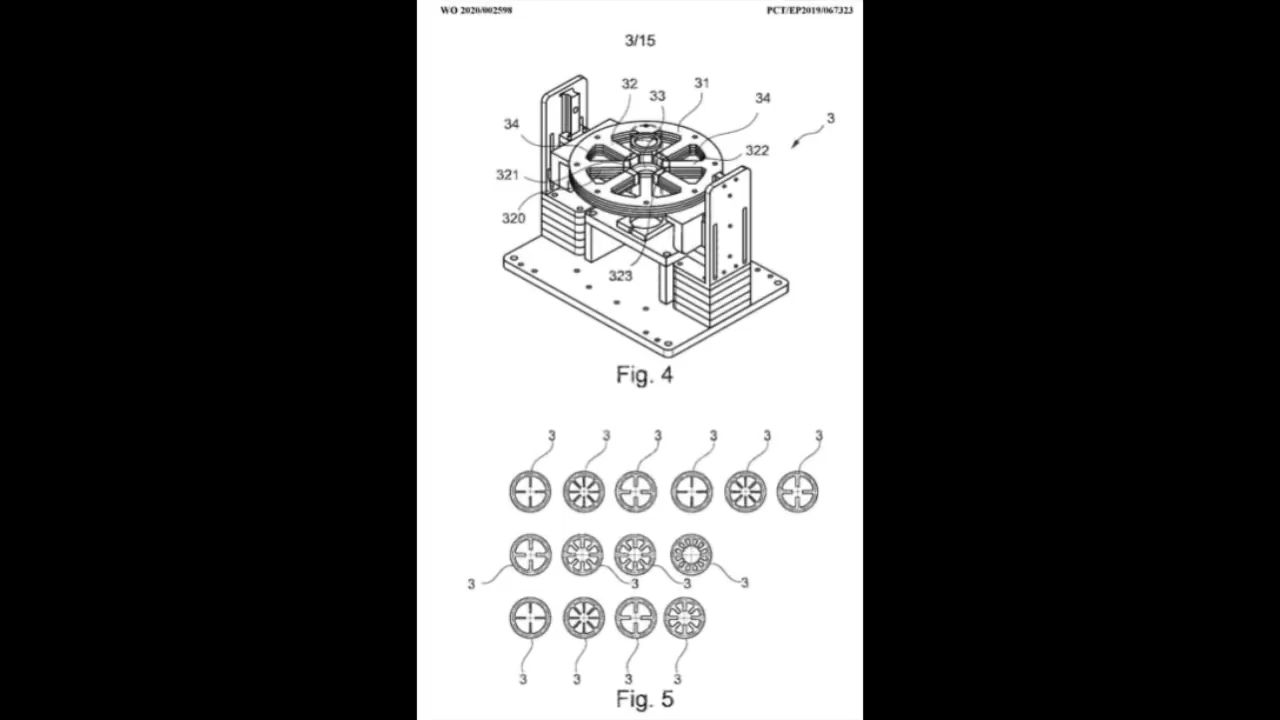 WO 2020/002598 PCT/EP2019/067323
3/15
32 33 31 34
34 3
322
321
320
323
Fig. 4
3 3 3 3 3 3
3 3 3 3
3 3 3 3
Fig. 5